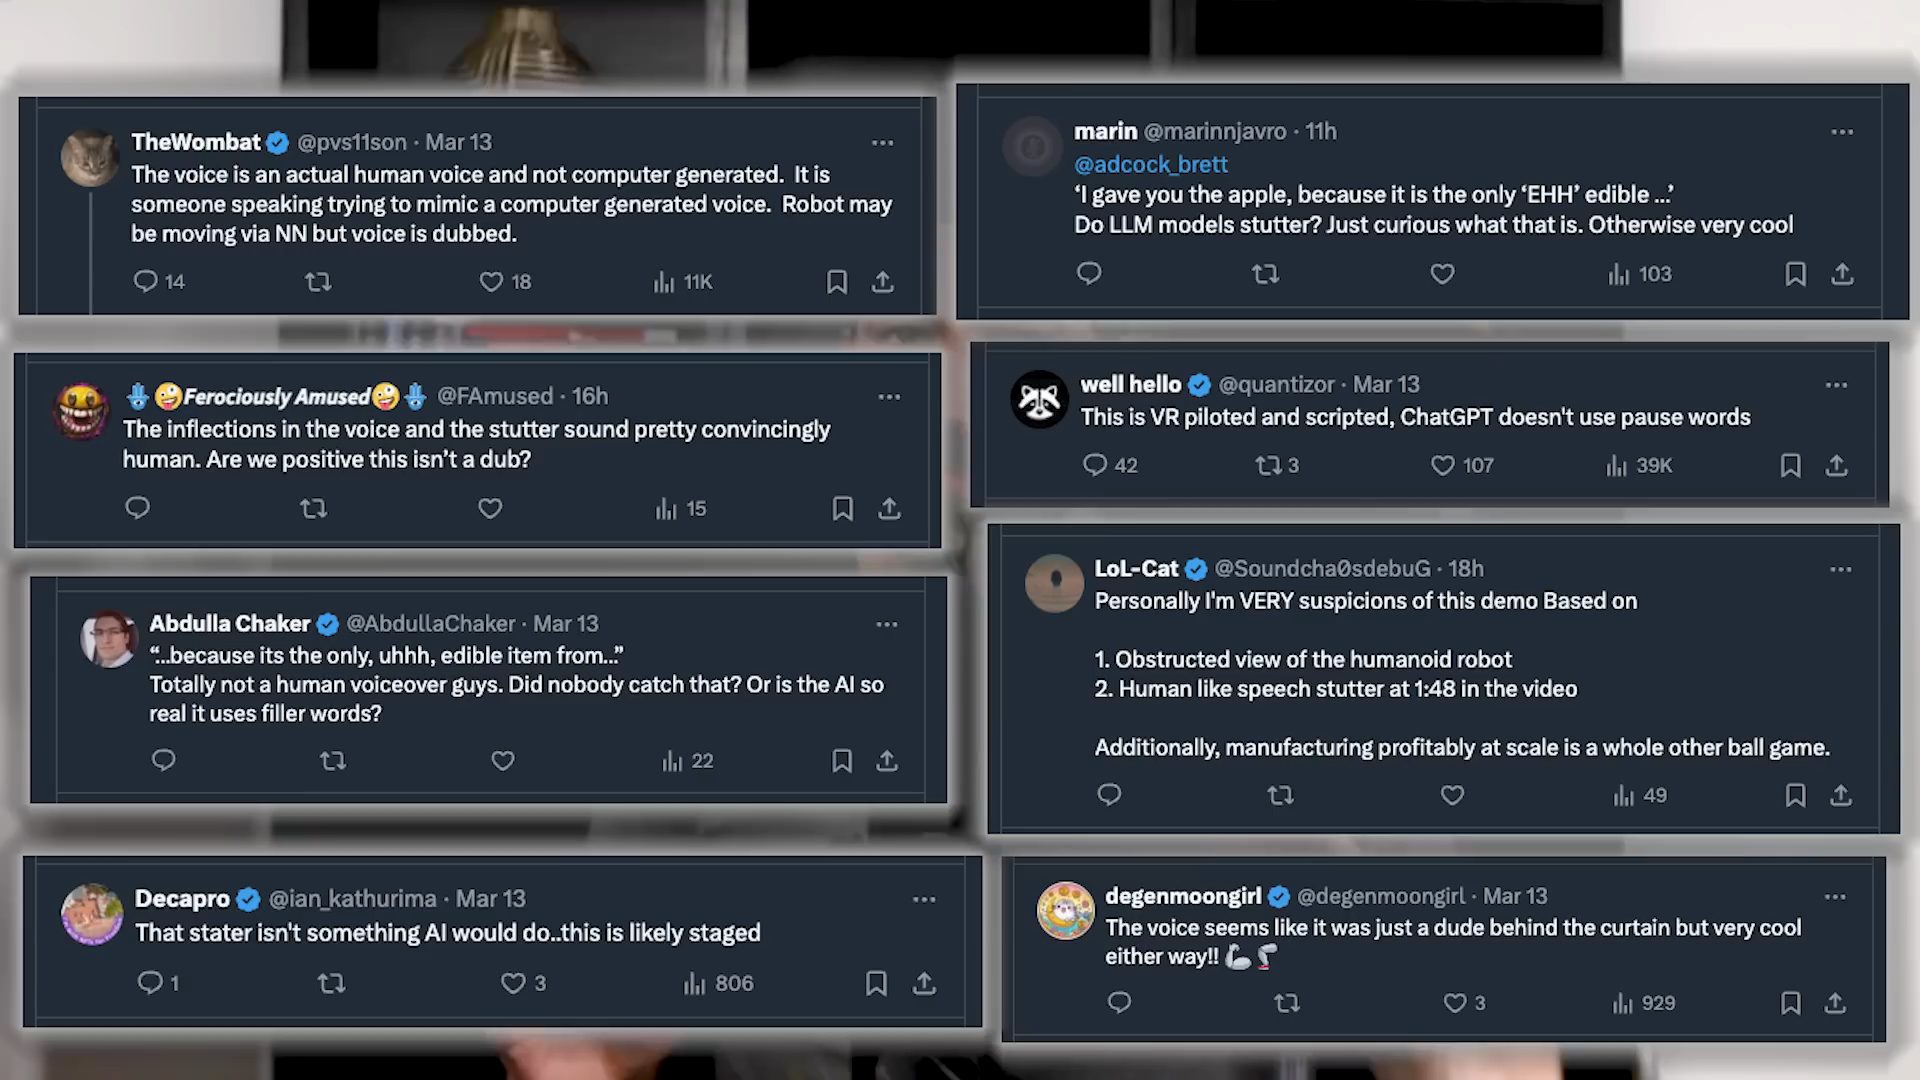 TheWombat @pvs11son · Mar 13
The voice is an actual human voice and not computer generated. It is
someone speaking trying to mimic a computer generated voice. Robot may
be moving via NN but voice is dubbed.
14 18 11K
Ferociously Amused @FAmused · 16h
The inflections in the voice and the stutter sound pretty convincingly
human. Are we positive this isn't a dub?
15
Abdulla Chaker @AbdullaChaker · Mar 13
“...because its the only, uhhh, edible item from...”
Totally not a human voiceover guys. Did nobody catch that? Or is the AI so
real it uses filler words?
22
Decapro @ian_kathurima · Mar 13
That stater isn't something AI would do..this is likely staged
1 3 806
marin @marinnjavro · 11h
@adcock_brett
‘I gave you the apple, because it is the only ‘EHH’ edible ...’
Do LLM models stutter? Just curious what that is. Otherwise very cool
103
well hello @quantizor · Mar 13
This is VR piloted and scripted, ChatGPT doesn't use pause words
42 3 107 39K
LoL-Cat @Soundcha0sdebuG · 18h
Personally I'm VERY suspicions of this demo Based on
1. Obstructed view of the humanoid robot
2. Human like speech stutter at 1:48 in the video
Additionally, manufacturing profitably at scale is a whole other ball game.
49
degenmoongirl @degenmoongirl · Mar 13
The voice seems like it was just a dude behind the curtain but very cool
either way!! 💪🦿
3 929